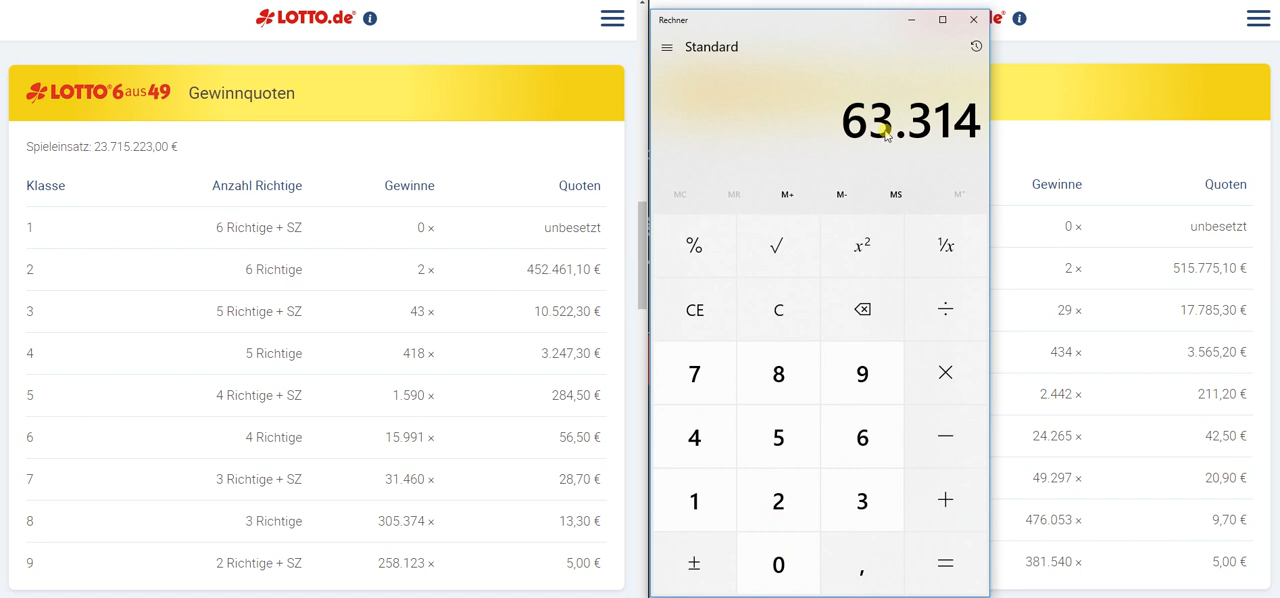 LOTTO.de
LOTTO 6aus49 Gewinnquoten
Spieleinsatz: 23.715.223,00 €
Klasse Anzahl Richtige Gewinne Quoten
1 6 Richtige + SZ 0 × unbesetzt
2 6 Richtige 2 × 452.461,10 €
3 5 Richtige + SZ 43 × 10.522,30 €
4 5 Richtige 418 × 3.247,30 €
5 4 Richtige + SZ 1.590 × 284,50 €
6 4 Richtige 15.991 × 56,50 €
7 3 Richtige + SZ 31.460 × 28,70 €
8 3 Richtige 305.374 × 13,30 €
9 2 Richtige + SZ 258.123 × 5,00 €
Rechner
Standard
63.314
MC MR M+ M- MS M˅
% √ x² ¹/x
CE C ÷
7 8 9 ×
4 5 6 −
1 2 3 +
± 0 , =
de
Gewinne Quoten
0 × unbesetzt
2 × 515.775,10 €
29 × 17.785,30 €
434 × 3.565,20 €
2.442 × 211,20 €
24.265 × 42,50 €
49.297 × 20,90 €
476.053 × 9,70 €
381.540 × 5,00 €